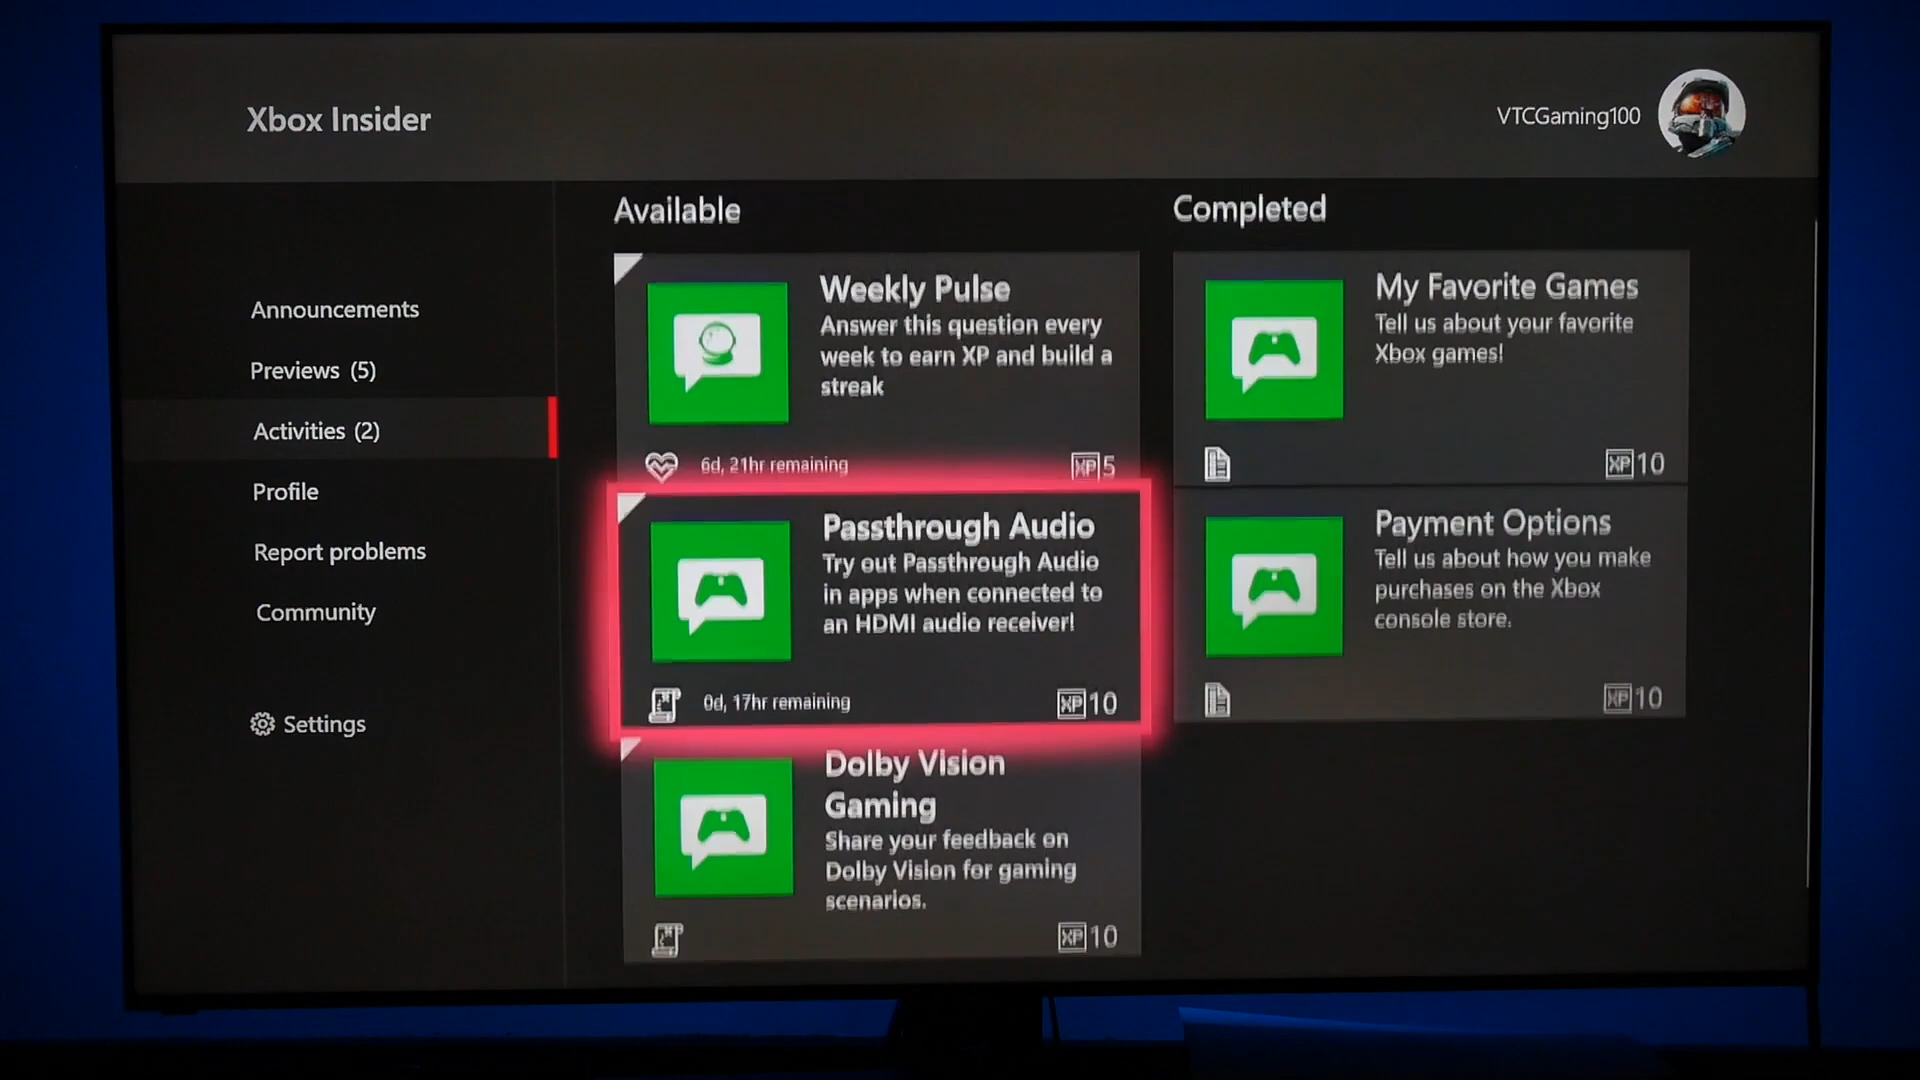 Xbox Insider
VTCGaming100
Announcements
Previews (5)
Activities (2)
Profile
Report problems
Community
Settings
Available
Weekly Pulse
Answer this question every
week to earn XP and build a
streak
6d, 21hr remaining
XP 5
Passthrough Audio
Try out Passthrough Audio
in apps when connected to
an HDMI audio receiver!
0d, 17hr remaining
XP 10
Dolby Vision
Gaming
Share your feedback on
Dolby Vision for gaming
scenarios.
XP 10
Completed
My Favorite Games
Tell us about your favorite
Xbox games!
XP 10
Payment Options
Tell us about how you make
purchases on the Xbox
console store.
XP 10